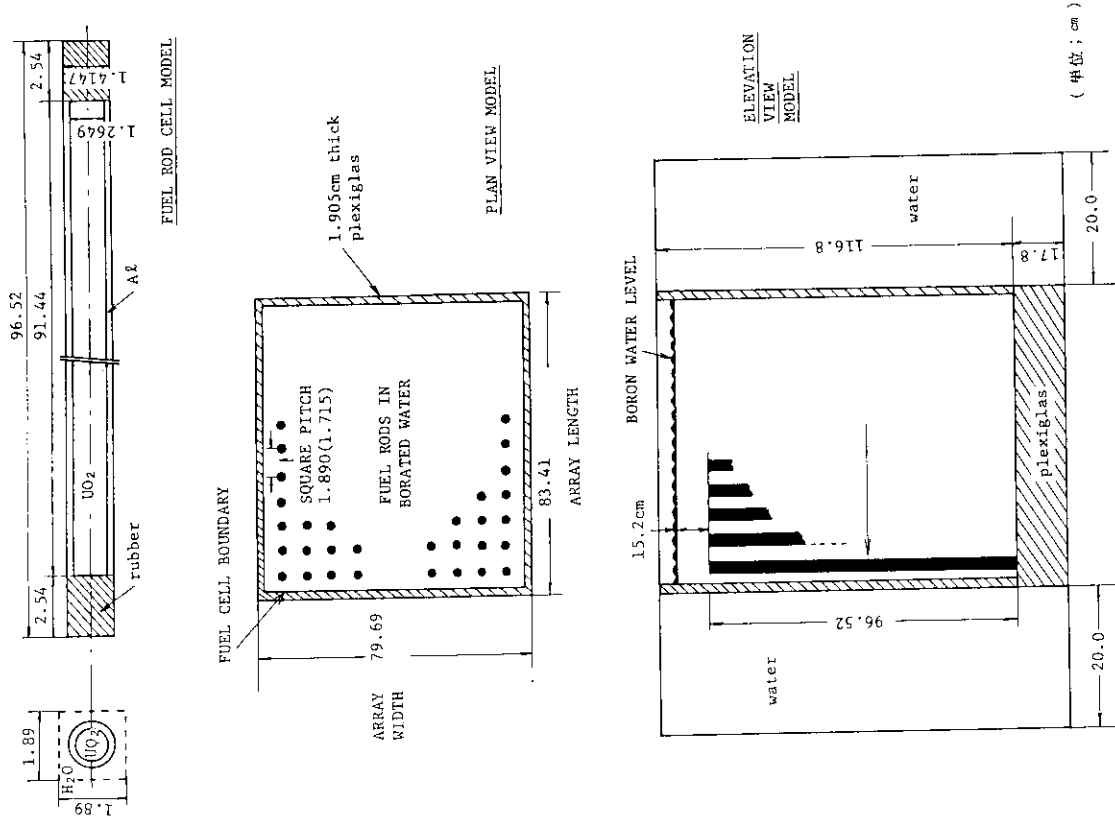 96.52
91.44
2.54
2.54
1.4147
1.2649
UO₂
Aℓ
rubber
FUEL ROD CELL MODEL
1.89
H₂O
UO₂
1.89
FUEL CELL BOUNDARY
1.905cm thick
plexiglas
SQUARE PITCH
1.890(1.715)
FUEL RODS IN
BORATED WATER
79.69
ARRAY
WIDTH
83.41
ARRAY LENGTH
PLAN VIEW MODEL
BORON WATER LEVEL
15.2cm
116.8
17.8
96.52
water
water
plexiglas
20.0
20.0
ELEVATION
VIEW
MODEL
(単位; cm)